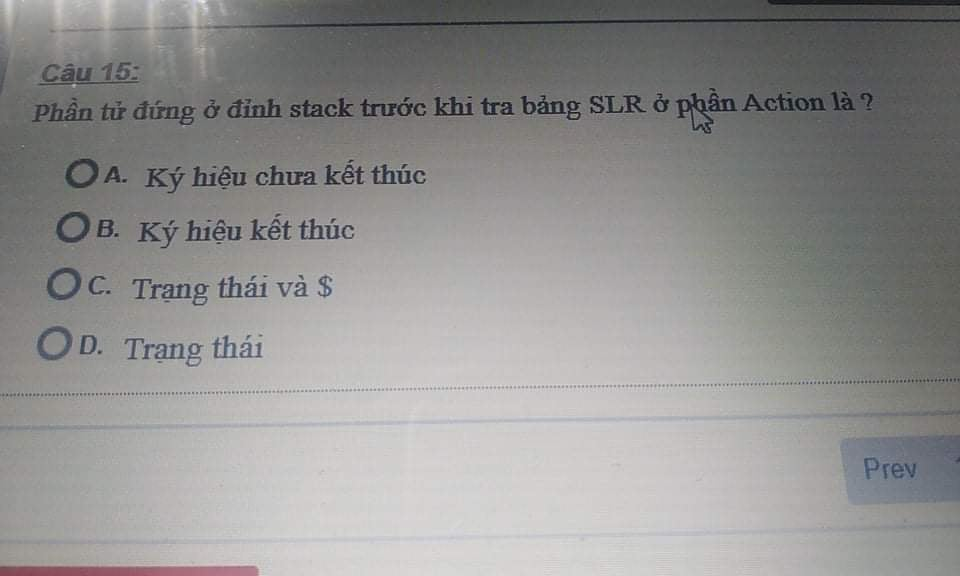 Câu 15:
Phần tử đứng ở đỉnh stack trước khi tra bảng SLR ở phần Action là ?
A. Ký hiệu chưa kết thúc
B. Ký hiệu kết thúc
C. Trạng thái và $
D. Trạng thái
Prev